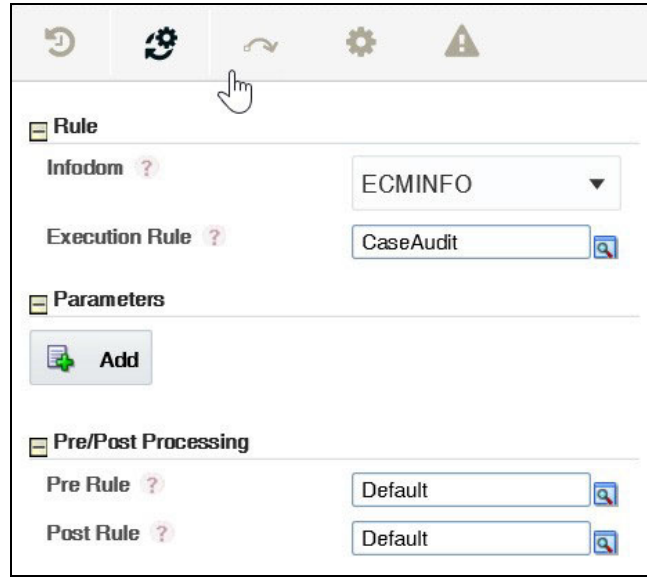 Rule
Infodom ?
ECMINFO
Execution Rule ?
CaseAudit
Parameters
Add
Pre/Post Processing
Pre Rule ?
Default
Post Rule ?
Default